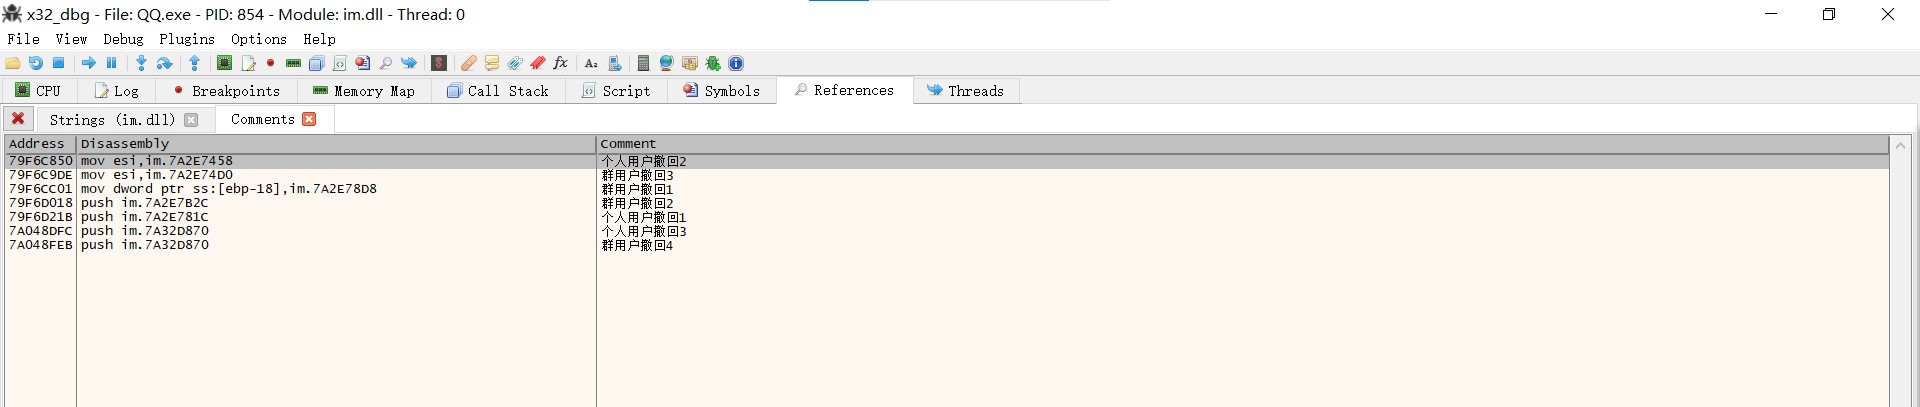 x32_dbg - File: QQ.exe - PID: 854 - Module: im.dll - Thread: 0
File View Debug Plugins Options Help
CPU Log Breakpoints Memory Map Call Stack Script Symbols References Threads
Strings (im.dll) Comments
Address Disassembly Comment
79F6C850 mov esi,im.7A2E7458 个人用户撤回2
79F6C9DE mov esi,im.7A2E74D0 群用户撤回3
79F6CC01 mov dword ptr ss:[ebp-18],im.7A2E78D8 群用户撤回1
79F6D018 push im.7A2E7B2C 群用户撤回2
79F6D21B push im.7A2E781C 个人用户撤回1
7A048DFC push im.7A32D870 个人用户撤回3
7A048FEB push im.7A32D870 群用户撤回4